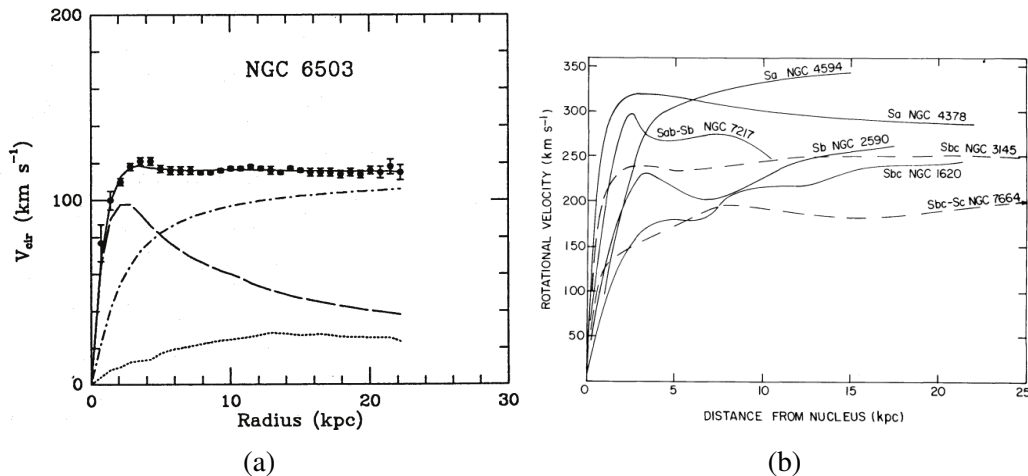 200
NGC 6503
100
0
V_cir (km s⁻¹)
0
10
20
30
Radius (kpc)
(a)
350
300
250
200
150
100
50
ROTATIONAL VELOCITY (km s⁻¹)
Sa NGC 4594
Sa NGC 4378
Sab-Sb NGC 7217
Sb NGC 2590
Sbc NGC 3145
Sbc NGC 1620
Sbc-Sc NGC 7664
0
5
10
15
20
25
DISTANCE FROM NUCLEUS (kpc)
(b)